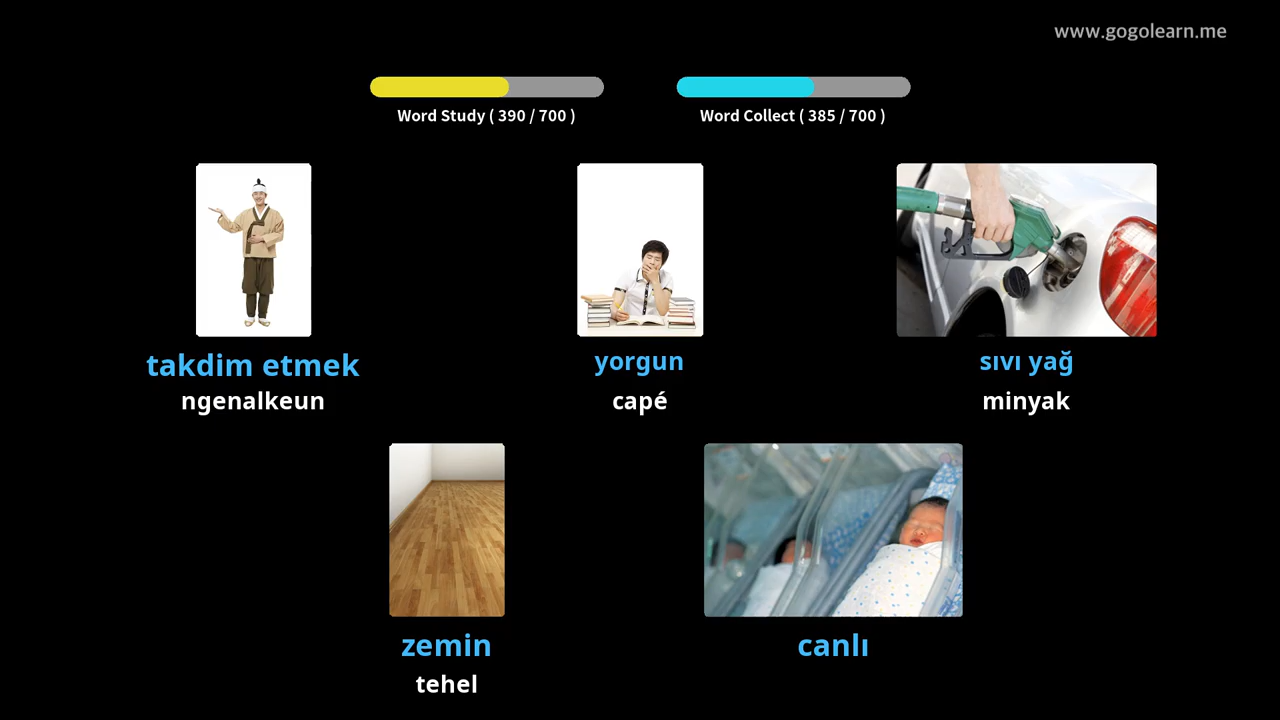 www.gogolearn.me
Word Study ( 390 / 700 )
Word Collect ( 385 / 700 )
takdim etmek
ngenalkeun
yorgun
capé
sıvı yağ
minyak
zemin
tehel
canlı